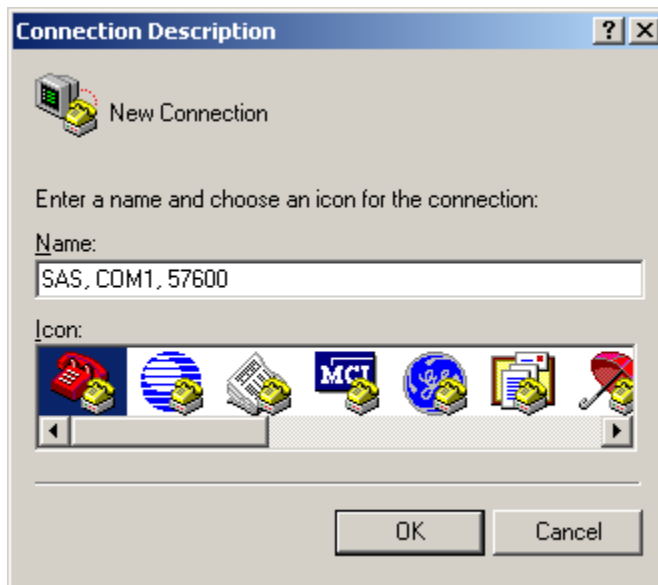 Connection Description
New Connection
Enter a name and choose an icon for the connection:
Name:
SAS, COM1, 57600
Icon:
MCI
OK Cancel